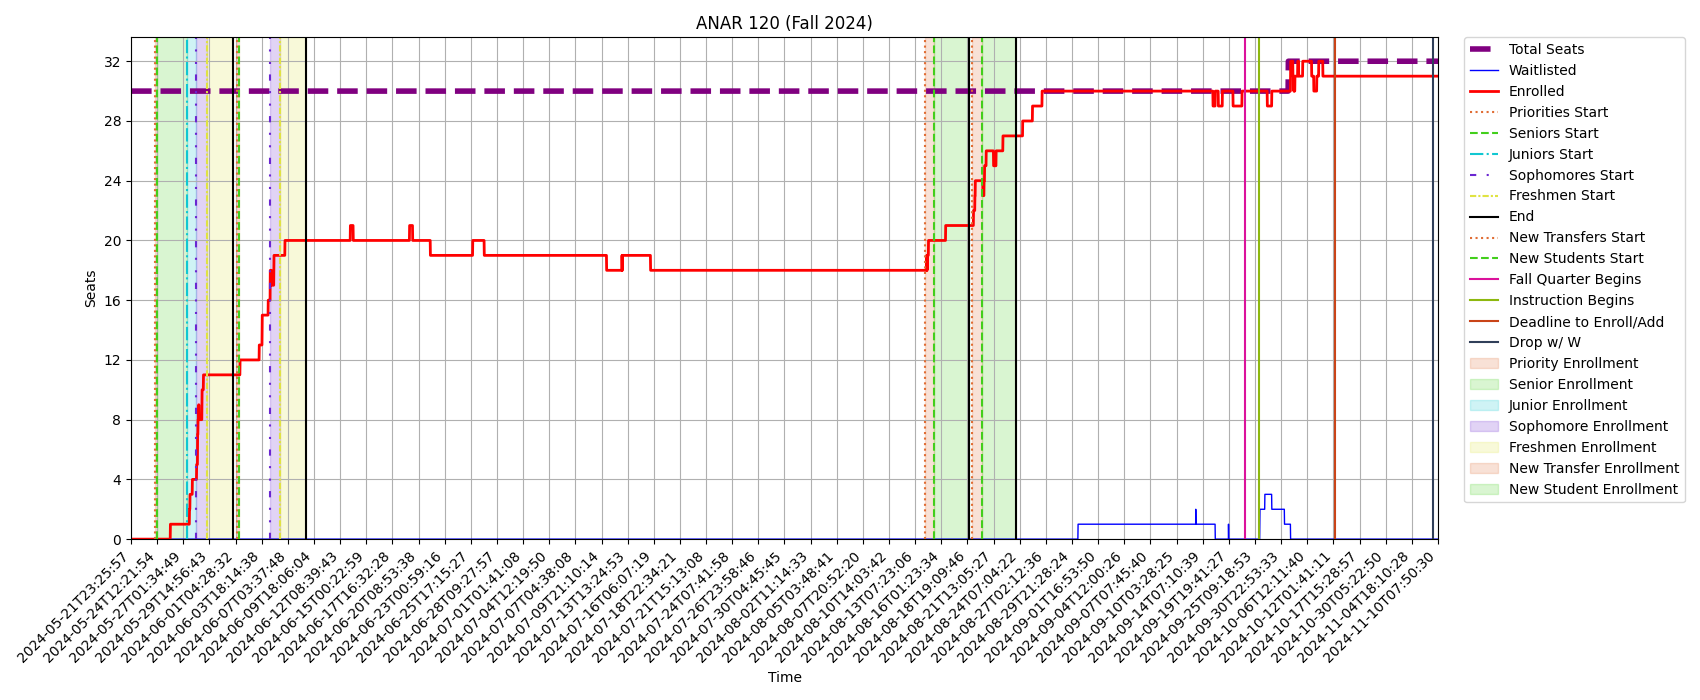 ANAR 120 (Fall 2024)
Seats
32
28
24
20
16
12
8
4
0
2024-05-21T23:25:57
2024-05-24T12:21:54
2024-05-27T01:34:49
2024-05-29T14:56:43
2024-06-01T04:28:32
2024-06-03T18:14:38
2024-06-07T03:37:48
2024-06-09T18:06:04
2024-06-12T08:39:43
2024-06-15T00:22:59
2024-06-17T16:32:28
2024-06-20T08:53:38
2024-06-23T00:59:16
2024-06-25T17:15:27
2024-06-28T09:27:57
2024-07-01T01:41:08
2024-07-04T12:19:50
2024-07-07T04:38:08
2024-07-09T21:10:14
2024-07-13T13:24:53
2024-07-16T06:07:19
2024-07-18T22:34:21
2024-07-21T15:13:08
2024-07-24T07:41:58
2024-07-26T23:58:46
2024-07-30T04:45:45
2024-08-02T11:14:33
2024-08-05T03:48:41
2024-08-07T20:52:20
2024-08-10T14:03:42
2024-08-13T07:23:06
2024-08-16T01:23:34
2024-08-18T19:09:46
2024-08-21T13:05:27
2024-08-24T07:04:22
2024-08-27T02:12:36
2024-08-29T21:28:24
2024-09-01T16:53:50
2024-09-04T12:00:26
2024-09-07T07:45:40
2024-09-10T03:28:25
2024-09-14T07:10:39
2024-09-19T19:41:27
2024-09-25T09:18:53
2024-09-30T22:53:33
2024-10-06T12:11:40
2024-10-12T01:41:11
2024-10-17T15:28:57
2024-10-30T05:22:50
2024-11-04T18:10:28
2024-11-10T07:50:30
Time
Total Seats
Waitlisted
Enrolled
Priorities Start
Seniors Start
Juniors Start
Sophomores Start
Freshmen Start
End
New Transfers Start
New Students Start
Fall Quarter Begins
Instruction Begins
Deadline to Enroll/Add
Drop w/ W
Priority Enrollment
Senior Enrollment
Junior Enrollment
Sophomore Enrollment
Freshmen Enrollment
New Transfer Enrollment
New Student Enrollment